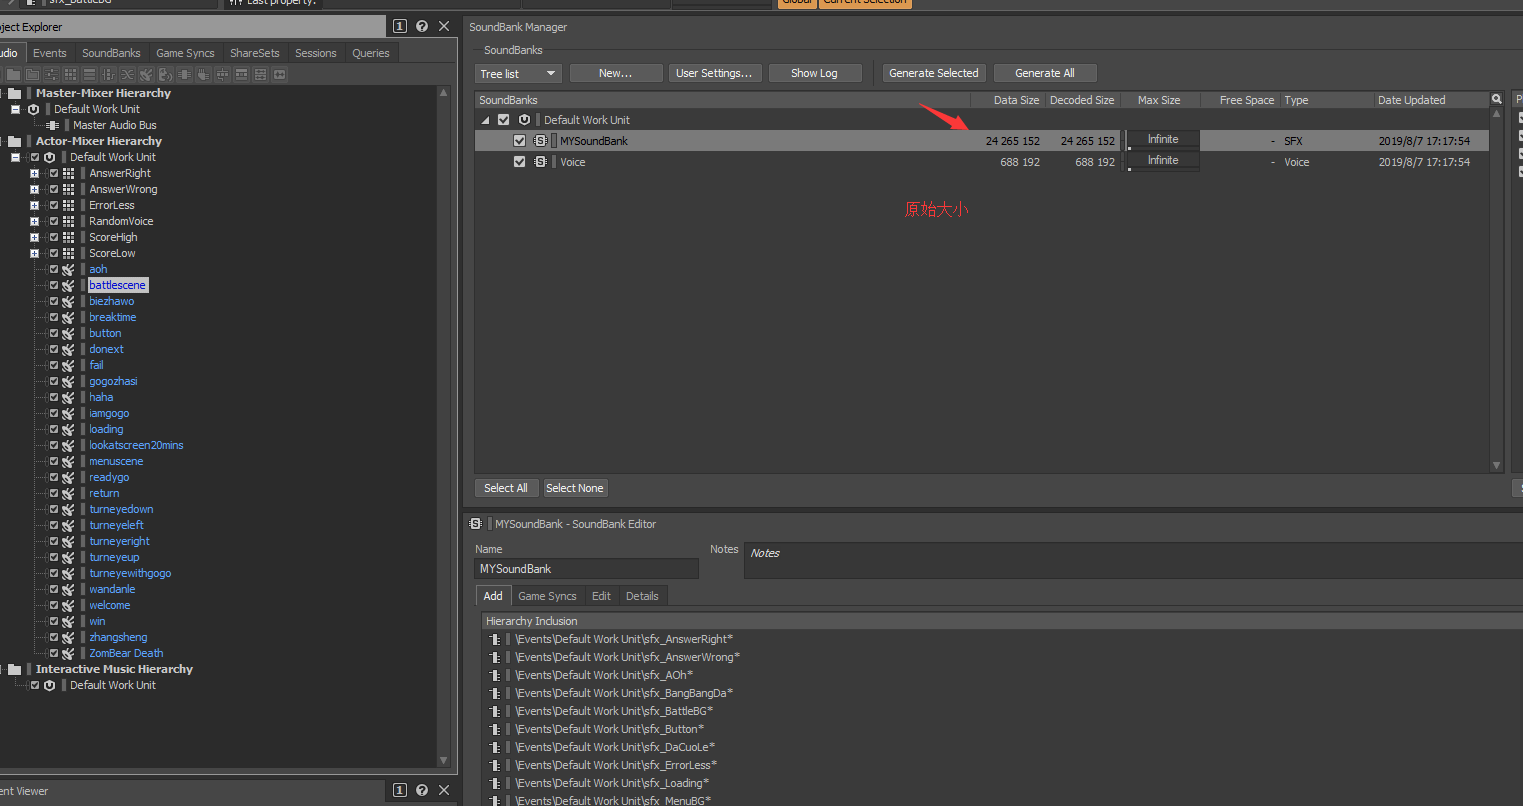 sfx_BattleBG
Last property:
Global
Current Selection
oject Explorer
1
udio
Events
SoundBanks
Game Syncs
ShareSets
Sessions
Queries
Master-Mixer Hierarchy
Default Work Unit
Master Audio Bus
Actor-Mixer Hierarchy
Default Work Unit
AnswerRight
AnswerWrong
ErrorLess
RandomVoice
ScoreHigh
ScoreLow
aoh
battlescene
biezhawo
breaktime
button
donext
fail
gogozhasi
haha
iamgogo
loading
lookatscreen20mins
menuscene
readygo
return
turneyedown
turneyeleft
turneyeright
turneyeup
turneyewithgogo
wandanle
welcome
win
zhangsheng
ZomBear Death
Interactive Music Hierarchy
Default Work Unit
ent Viewer
1
SoundBank Manager
SoundBanks
Tree list
New...
User Settings...
Show Log
Generate Selected
Generate All
SoundBanks Data Size Decoded Size Max Size Free Space Type Date Updated
Default Work Unit
MYSoundBank 24 265 152 24 265 152 Infinite - SFX 2019/8/7 17:17:54
Voice 688 192 688 192 Infinite - Voice 2019/8/7 17:17:54
原始大小
Select All
Select None
MYSoundBank - SoundBank Editor
Name
MYSoundBank
Notes
Notes
Add
Game Syncs
Edit
Details
Hierarchy Inclusion
\Events\Default Work Unit\sfx_AnswerRight*
\Events\Default Work Unit\sfx_AnswerWrong*
\Events\Default Work Unit\sfx_AOh*
\Events\Default Work Unit\sfx_BangBangDa*
\Events\Default Work Unit\sfx_BattleBG*
\Events\Default Work Unit\sfx_Button*
\Events\Default Work Unit\sfx_DaCuoLe*
\Events\Default Work Unit\sfx_ErrorLess*
\Events\Default Work Unit\sfx_Loading*
\Events\Default Work Unit\sfx_MenuBG*